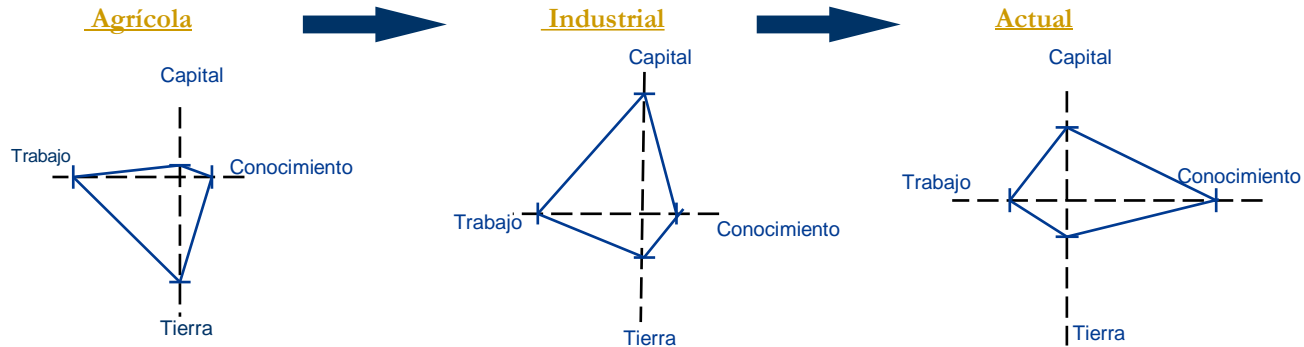 Agrícola
Industrial
Actual
Capital
Trabajo
Conocimiento
Tierra
Capital
Trabajo
Conocimiento
Tierra
Capital
Trabajo
Conocimiento
Tierra